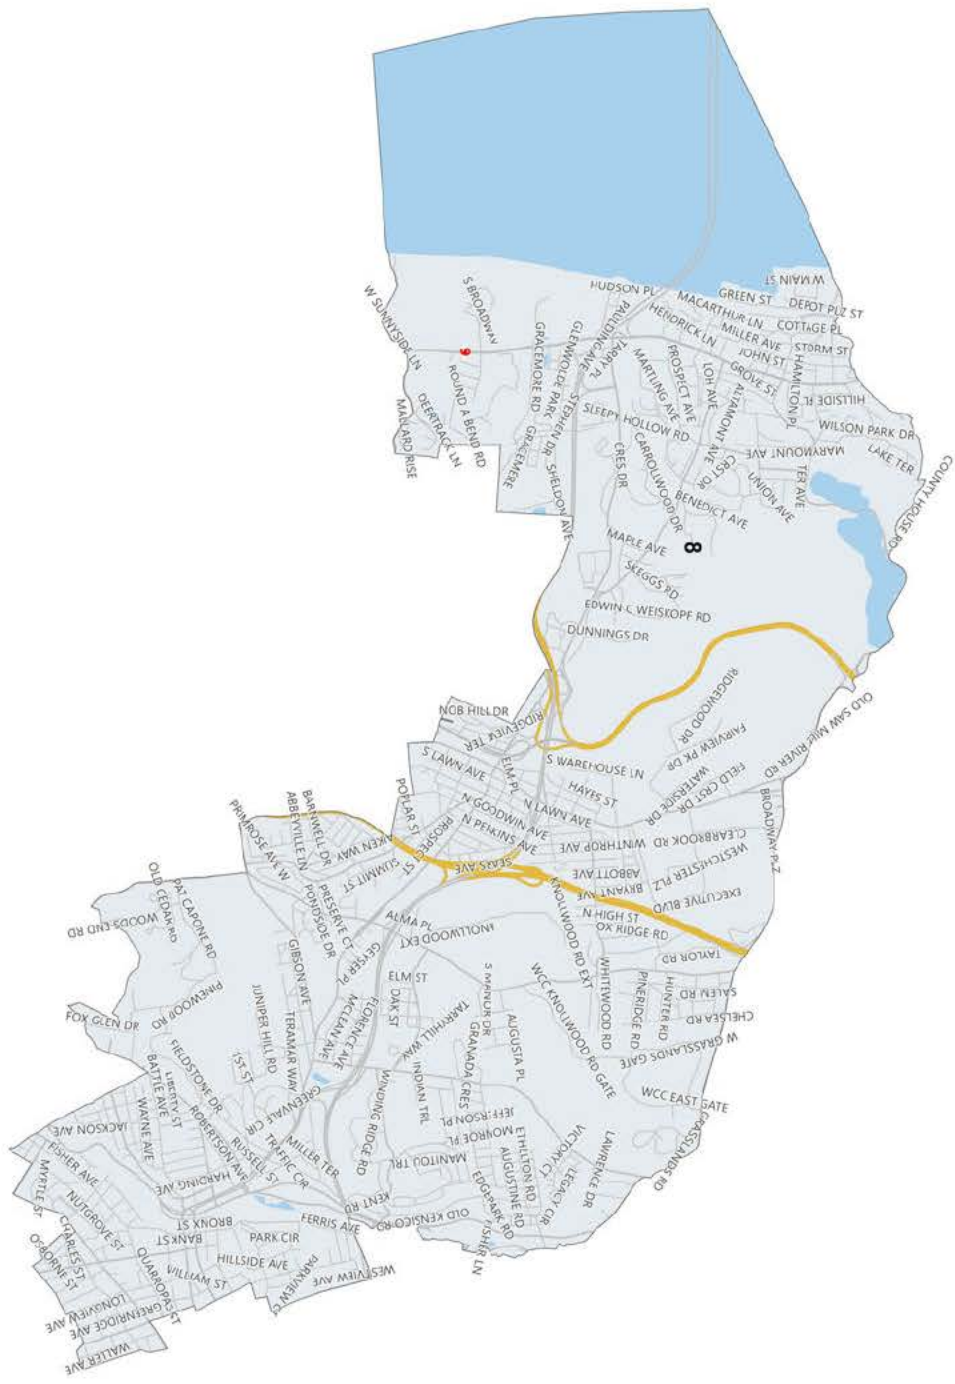 W MAIN ST
HUDSON PL
GREEN ST
DEPOT PLZ ST
S BROADWAY
W SUNNYSIDE LN
MACARTHUR LN
COTTAGE PL
PAULDING AVE
HENDRICK LN
MILLER AVE
STORM ST
JOHN ST
9
GRACEMORE RD
GLENWOLDE PARK
TARRY PL
MARTLING AVE
PROSPECT AVE
LOH AVE
GROVE ST
HAMILTON PL
HILLSIDE PL
ROUND A BEND RD
DEERTRACK LN
MALLARD RISE
STEPHEN DR
SLEEPY HOLLOW RD
ALTAMONT AVE
WILSON PARK DR
GRACEMERE
SHELDON AVE
CRES DR
CARROLLWOOD DR
CRST DR
MARYMOUNT AVE
LAKE TER
TER AVE
UNION AVE
COUNTY HOUSE RD
BENEDICT AVE
MAPLE AVE
8
SKEGGS RD
EDWIN C WEISKOPF RD
DUNNINGS DR
NOB HILL DR
RIDGEVIEW TER
RIDGEWOOD DR
FAIRVIEW PK DR
OLD SAW MILL RIVER RD
S LAWN AVE
ELM PL
S WAREHOUSE LN
FIELD CRST DR
WATERSIDE DR
HAYES ST
BROADWAY PLZ
POPLAR ST
N GODWIN AVE
N LAWN AVE
N PERKINS AVE
PROSPECT ST
WINTHROP AVE
CLEARBROOK RD
WESTCHESTER PLZ
BARNWELL DR
ABBEYVILLE LN
PRIMROSE AVE W
AIKEN WAY
SUMMIT ST
SEARS AVE
ABBOTT AVE
BRYANT AVE
EXECUTIVE BLVD
OLD CEDAR RD
PAT CAPONE RD
WOODS END RD
PRESERVE CT
PONDSIDE DR
ALMA PL
KNOLLWOOD EXT
KNOLLWOOD RD EXT
N HIGH ST
OX RIDGE RD
TAYLOR RD
GIBSON AVE
GEYSER PL
ELM ST
OAK ST
S MANOR DR
WCC KNOLLWOOD RD GATE
WHITEWOOD RD
PINERIDGE RD
HUNTER RD
SALEM RD
CHELSEA RD
PINEWOOD RD
FOX GLEN DR
JUNIPER HILL RD
TERAMAR WAY
MCLEAN AVE
FLORENCE AVE
TARRYHILL WAY
AUGUSTA PL
GRANADA CRES
W GRASSLANDS GATE
FIELDSTONE DR
1ST ST
BATTLE AVE
LIBERTY ST
WAYNE AVE
INDIAN TRL
WINDING RIDGE RD
WCC EAST GATE
GRASSLANDS RD
JACKSON AVE
ROBERTSON AVE
GREENVALE CIR
JEFFERSON PL
MONROE PL
FISHER AVE
RUSSELL ST
TRAFFIC CIR
MILLER TER
MANITOU TRL
ETHELTON RD
AUGUSTINE RD
VICTORY CT
LAWRENCE DR
LEGACY CIR
MYRTLE ST
HARDING AVE
KENT RD
EDGEPARK RD
NUTGROVE ST
CHARLES ST
BRONX ST
FERRIS AVE
OLD KENSICO RD
OSBORNE ST
BANK ST
PARK CIR
FISHER LN
QUARROPAS ST
HILLSIDE AVE
WILLIAM ST
WESTVIEW AVE
LONGVIEW AVE
GREENRIDGE AVE
WALLER AVE